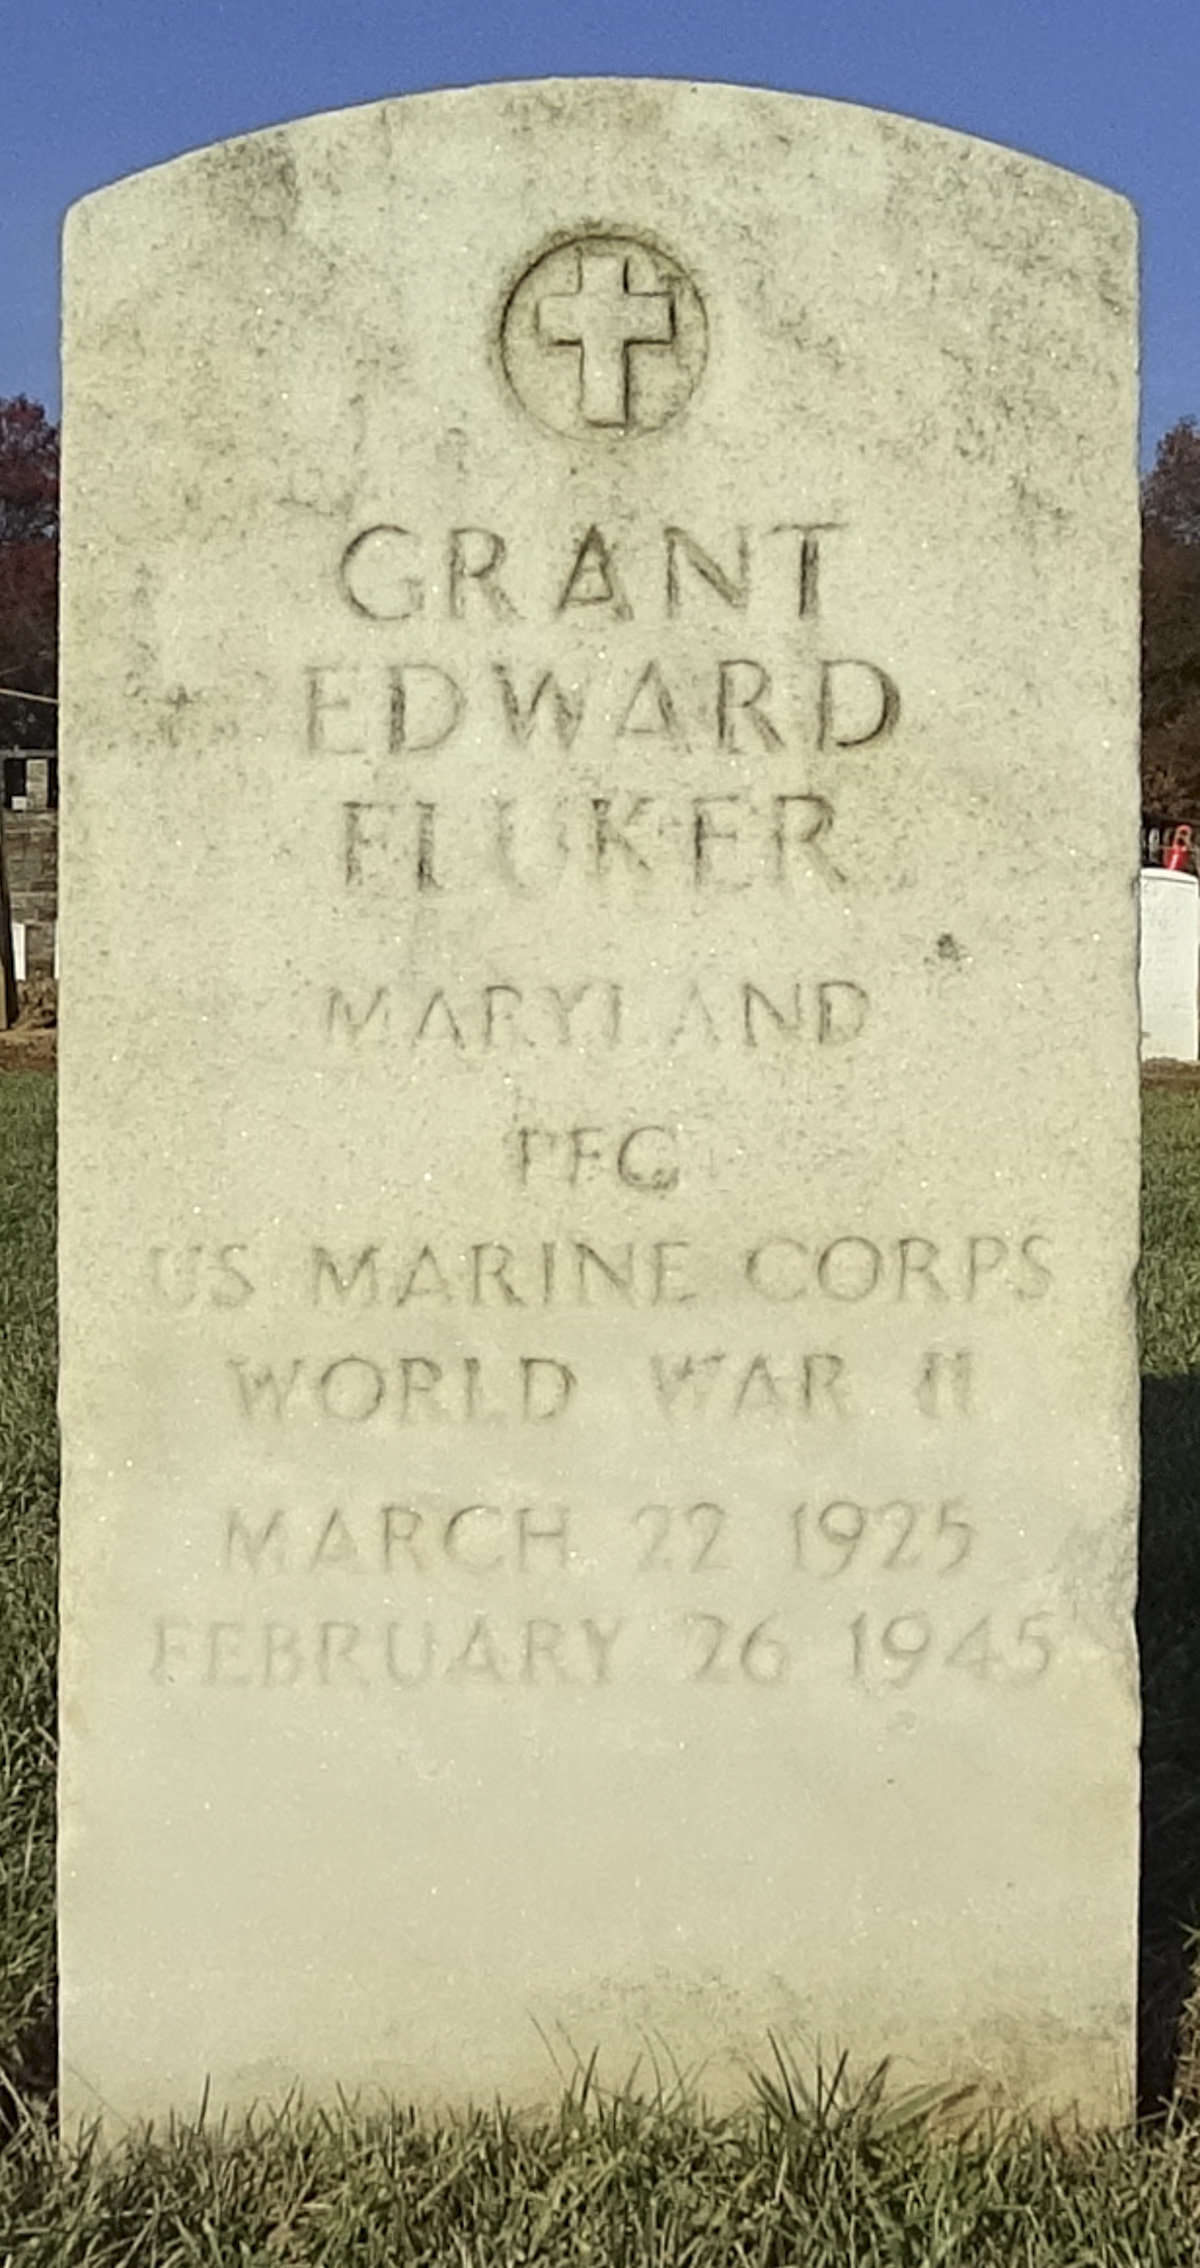 GRANT
EDWARD
FLUKER
MARYLAND
PFC
US MARINE CORPS
WORLD WAR II
MARCH 22 1925
FEBRUARY 26 1945